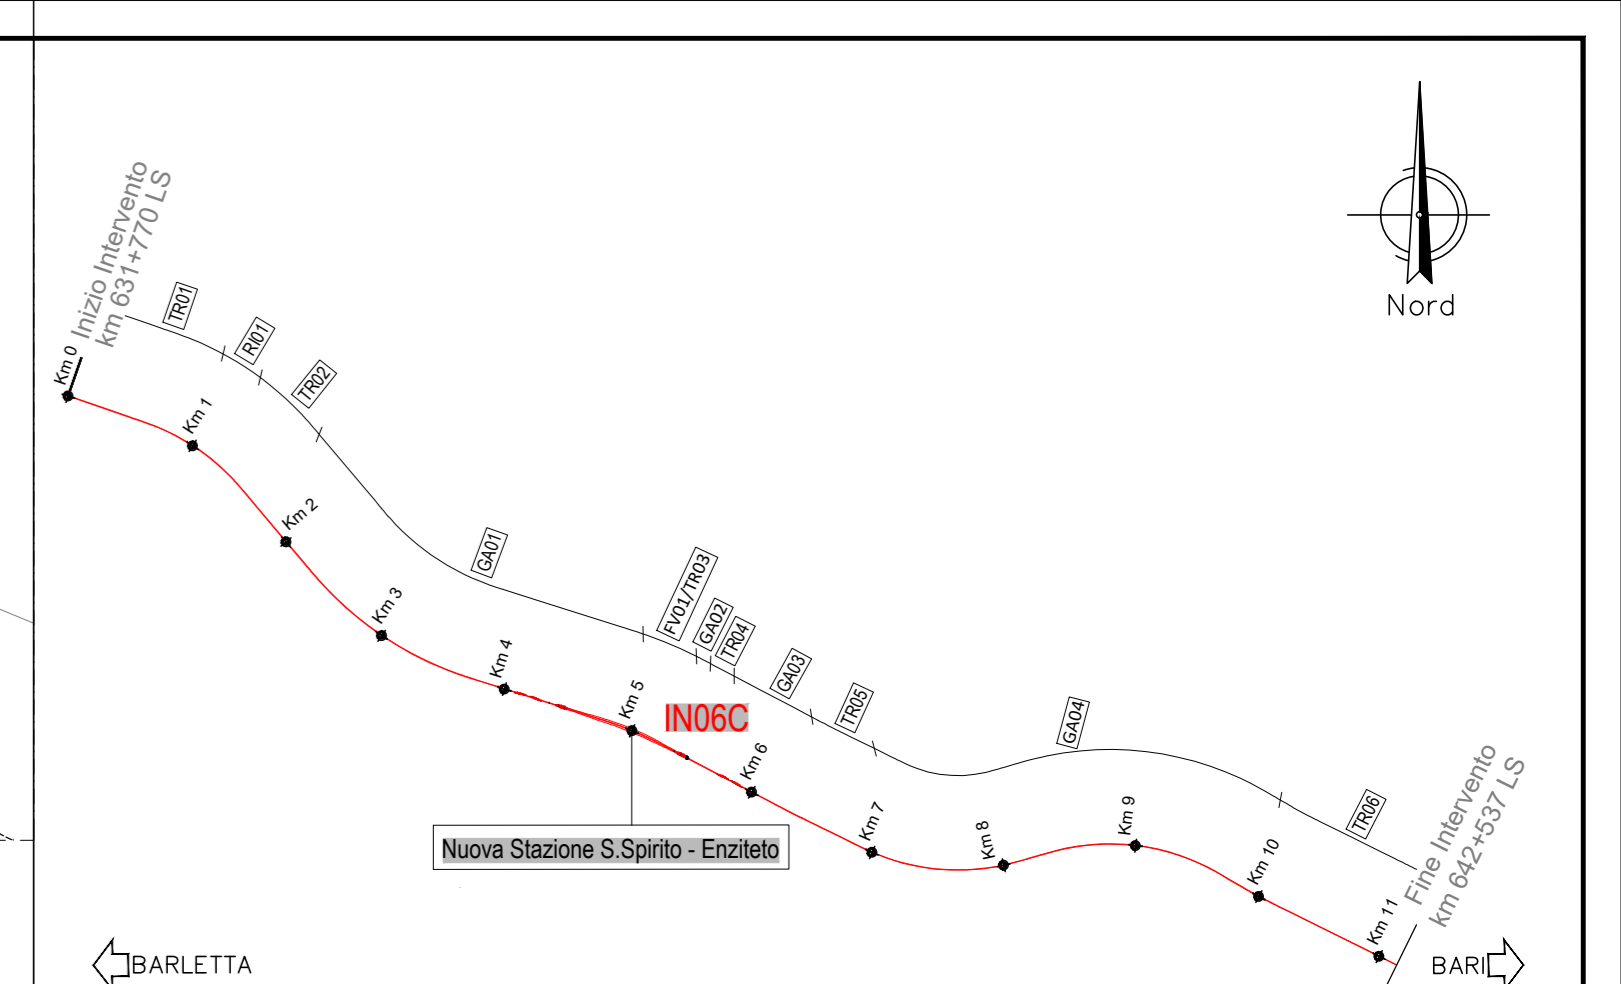 Inizio Intervento
km 631+770 LS
Nord
TR01
RI01
TR02
GA01
FV01/TR03
GA02
TR04
GA03
TR05
GA04
TR06
Km 0
Km 1
Km 2
Km 3
Km 4
Km 5
IN06C
Km 6
Km 7
Km 8
Km 9
Km 10
Km 11
Fine Intervento
km 642+537 LS
Nuova Stazione S.Spirito - Enziteto
BARLETTA
BARI